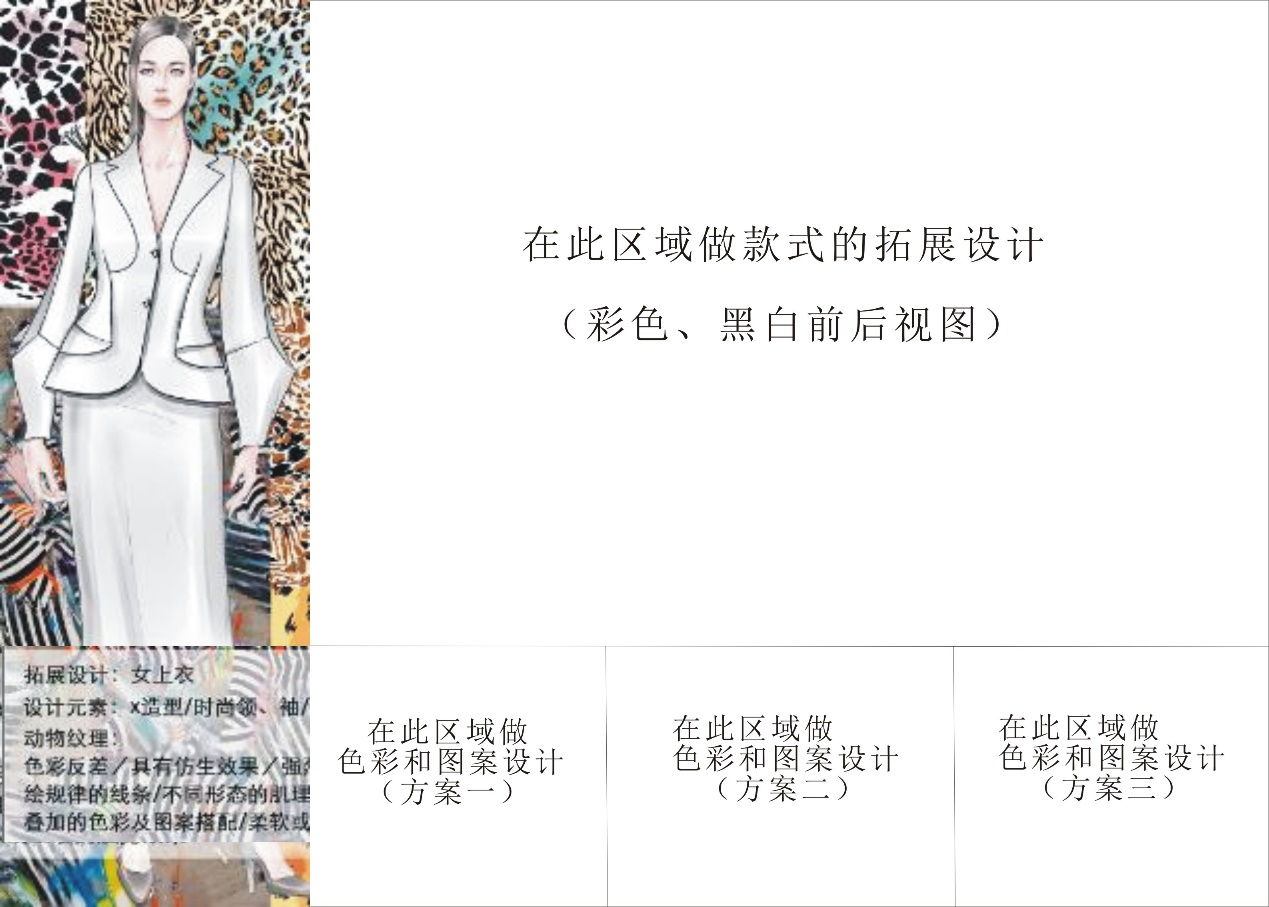 在此区域做款式的拓展设计
（彩色、黑白前后视图）
拓展设计：女上衣
设计元素：x造型/时尚领、袖/
动物纹理：
色彩反差／具有仿生效果／强
绘规律的线条/不同形态的肌理
叠加的色彩及图案搭配/柔软或
在此区域做
色彩和图案设计
（方案一）
在此区域做
色彩和图案设计
（方案二）
在此区域做
色彩和图案设计
（方案三）